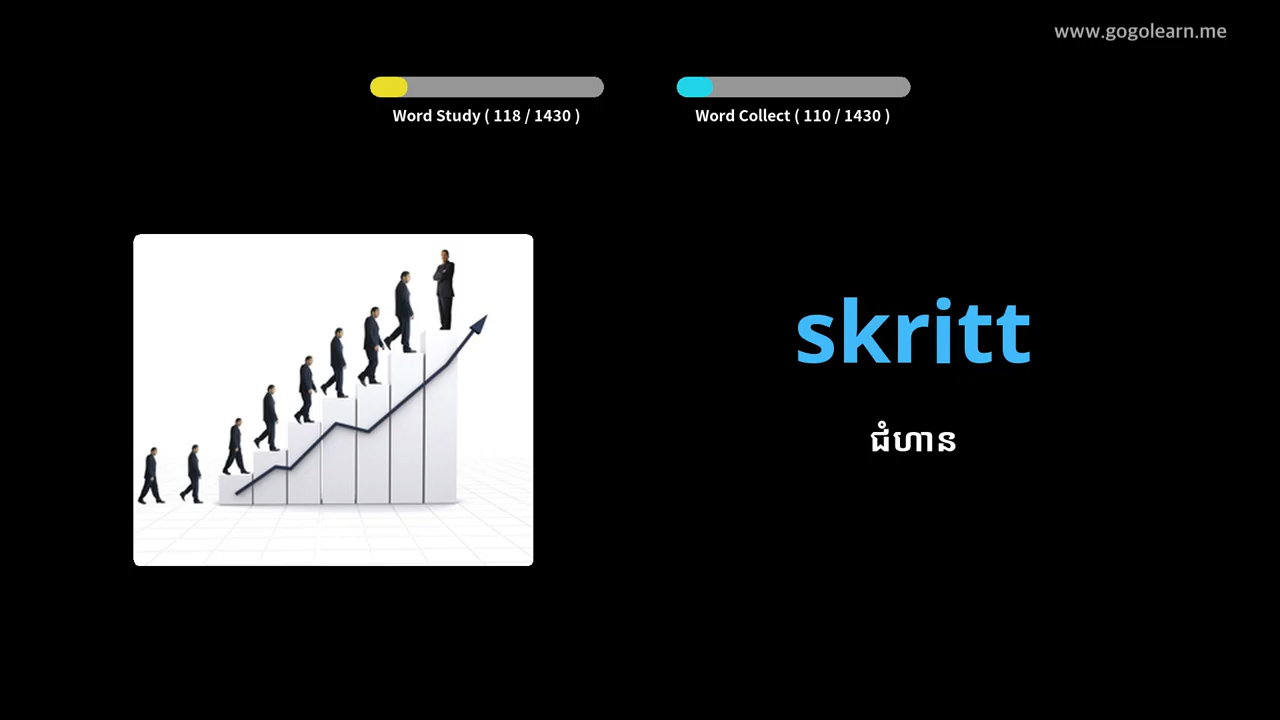 www.gogolearn.me
Word Study ( 118 / 1430 )
Word Collect ( 110 / 1430 )
skritt
ជំហាន